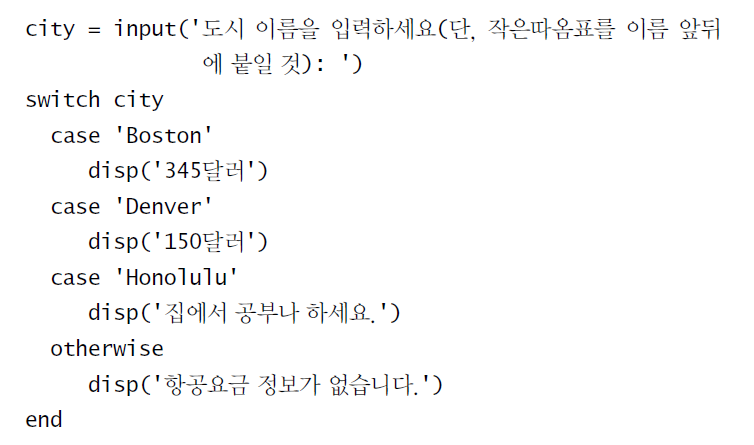 city = input('도시 이름을 입력하세요(단, 작은따옴표를 이름 앞뒤
에 붙일 것): ')
switch city
case 'Boston'
disp('345달러')
case 'Denver'
disp('150달러')
case 'Honolulu'
disp('집에서 공부나 하세요.')
otherwise
disp('항공요금 정보가 없습니다.')
end